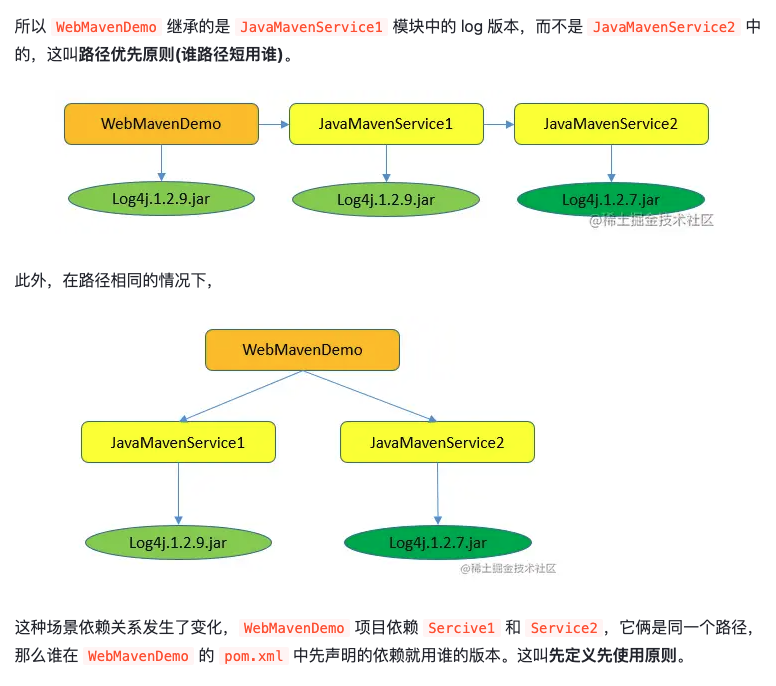 所以 WebMavenDemo 继承的是 JavaMavenService1 模块中的 log 版本，而不是 JavaMavenService2 中
的，这叫路径优先原则(谁路径短用谁)。
WebMavenDemo JavaMavenService1 JavaMavenService2
Log4j.1.2.9.jar Log4j.1.2.9.jar Log4j.1.2.7.jar
@稀土掘金技术社区
此外，在路径相同的情况下，
WebMavenDemo
JavaMavenService1 JavaMavenService2
Log4j.1.2.9.jar Log4j.1.2.7.jar
@稀土掘金技术社区
这种场景依赖关系发生了变化，WebMavenDemo 项目依赖 Sercive1 和 Service2，它俩是同一个路径，
那么谁在 WebMavenDemo 的 pom.xml 中先声明的依赖就用谁的版本。这叫先定义先使用原则。